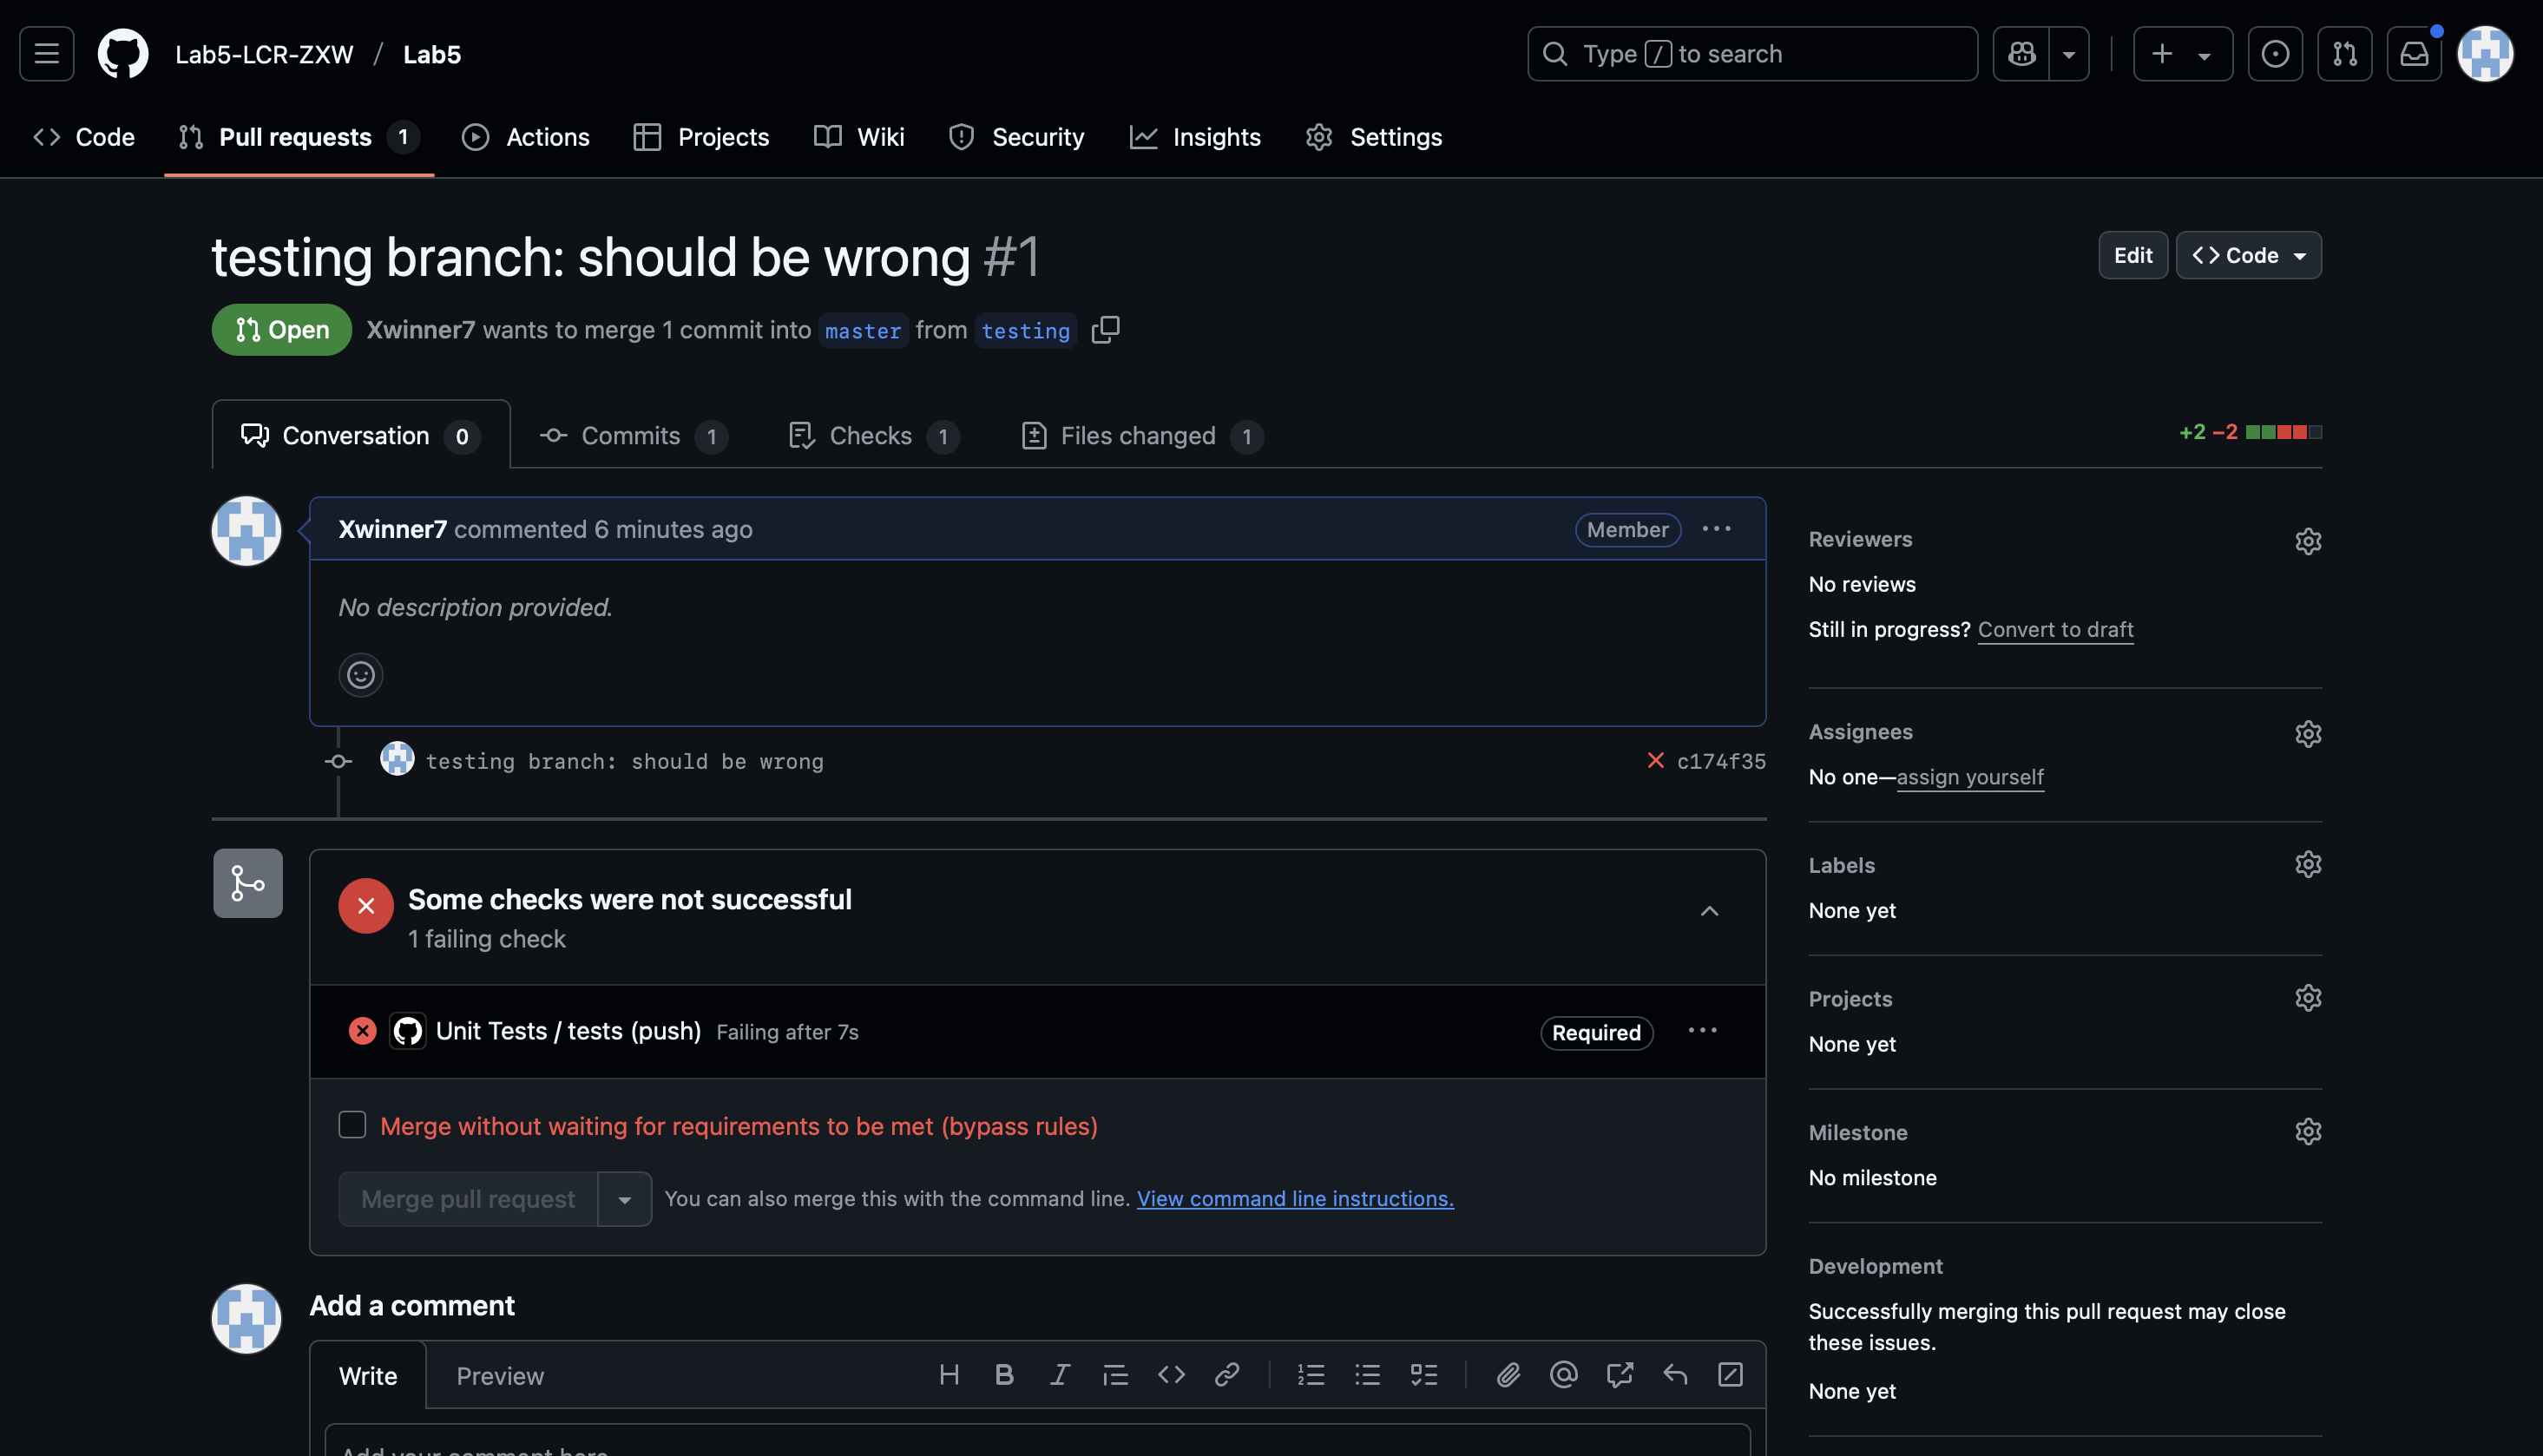 Lab5-LCR-ZXW / Lab5
Type / to search
Code
Pull requests 1
Actions
Projects
Wiki
Security
Insights
Settings
testing branch: should be wrong #1
Edit
Code
Open
Xwinner7 wants to merge 1 commit into master from testing
Conversation 0
Commits 1
Checks 1
Files changed 1
+2 −2
Xwinner7 commented 6 minutes ago
Member
No description provided.
testing branch: should be wrong
c174f35
Some checks were not successful
1 failing check
Unit Tests / tests (push) Failing after 7s
Required
Merge without waiting for requirements to be met (bypass rules)
Merge pull request
You can also merge this with the command line. View command line instructions.
Add a comment
Write
Preview
Add your comment here
Reviewers
No reviews
Still in progress? Convert to draft
Assignees
No one—assign yourself
Labels
None yet
Projects
None yet
Milestone
No milestone
Development
Successfully merging this pull request may close
these issues.
None yet